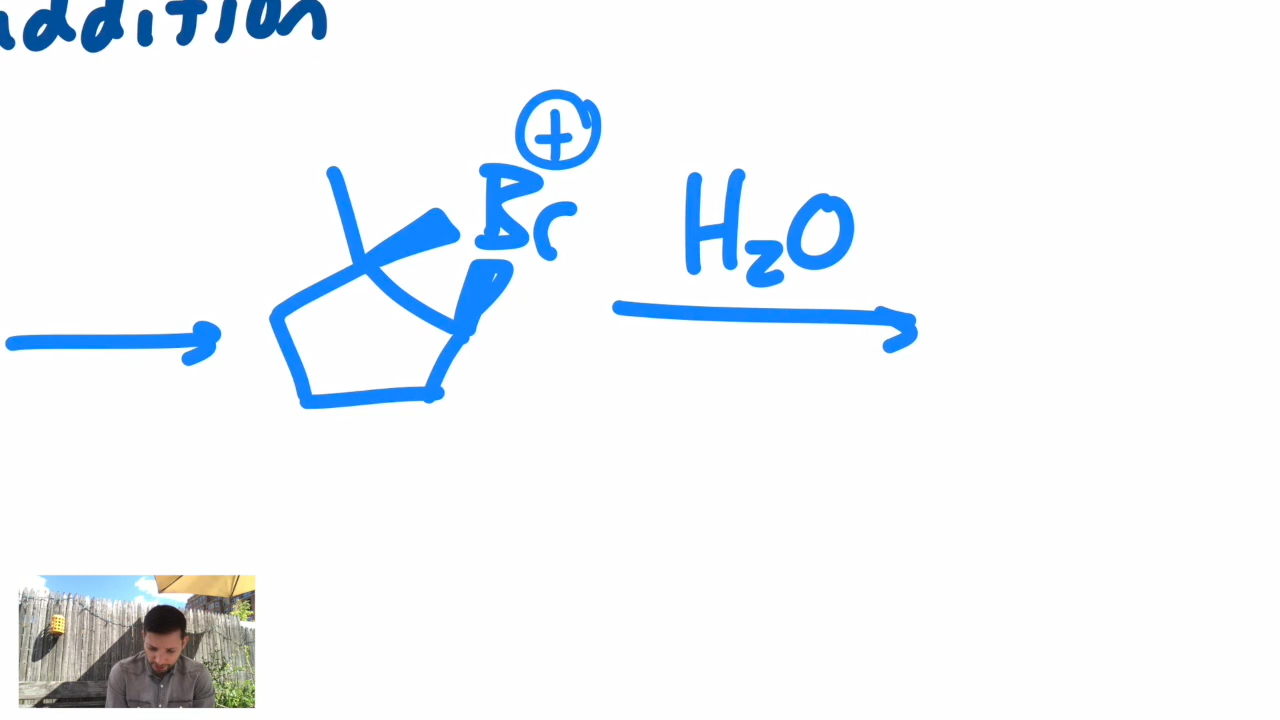 addition
+
Br
H₂O